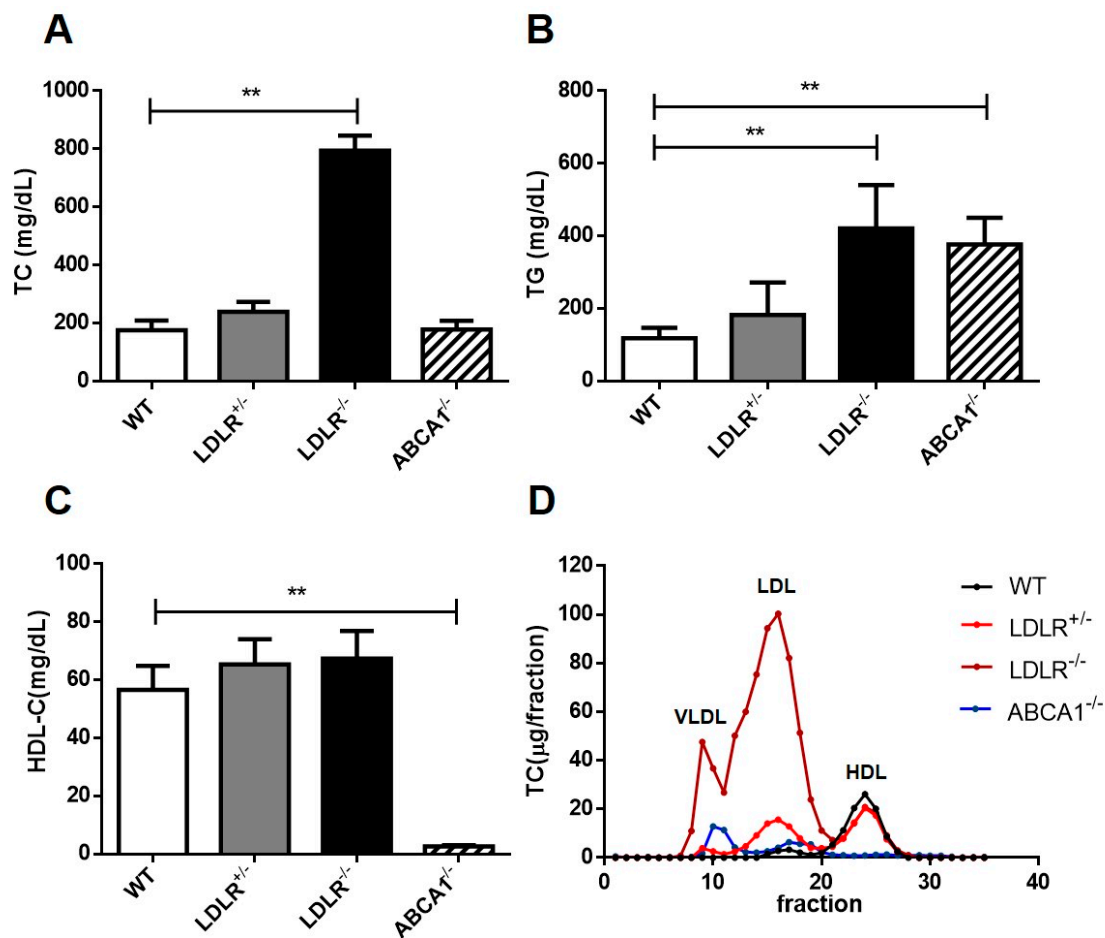 A
TC (mg/dL)
1000
800
600
400
200
0
**
WT
LDLR+/-
LDLR-/-
ABCA1-/-
B
TG (mg/dL)
800
600
400
200
0
**
**
WT
LDLR+/-
LDLR-/-
ABCA1-/-
C
HDL-C(mg/dL)
100
80
60
40
20
0
**
WT
LDLR+/-
LDLR-/-
ABCA1-/-
D
TC(µg/fraction)
120
100
80
60
40
20
0
VLDL
LDL
HDL
0 10 20 30 40
fraction
WT
LDLR+/-
LDLR-/-
ABCA1-/-